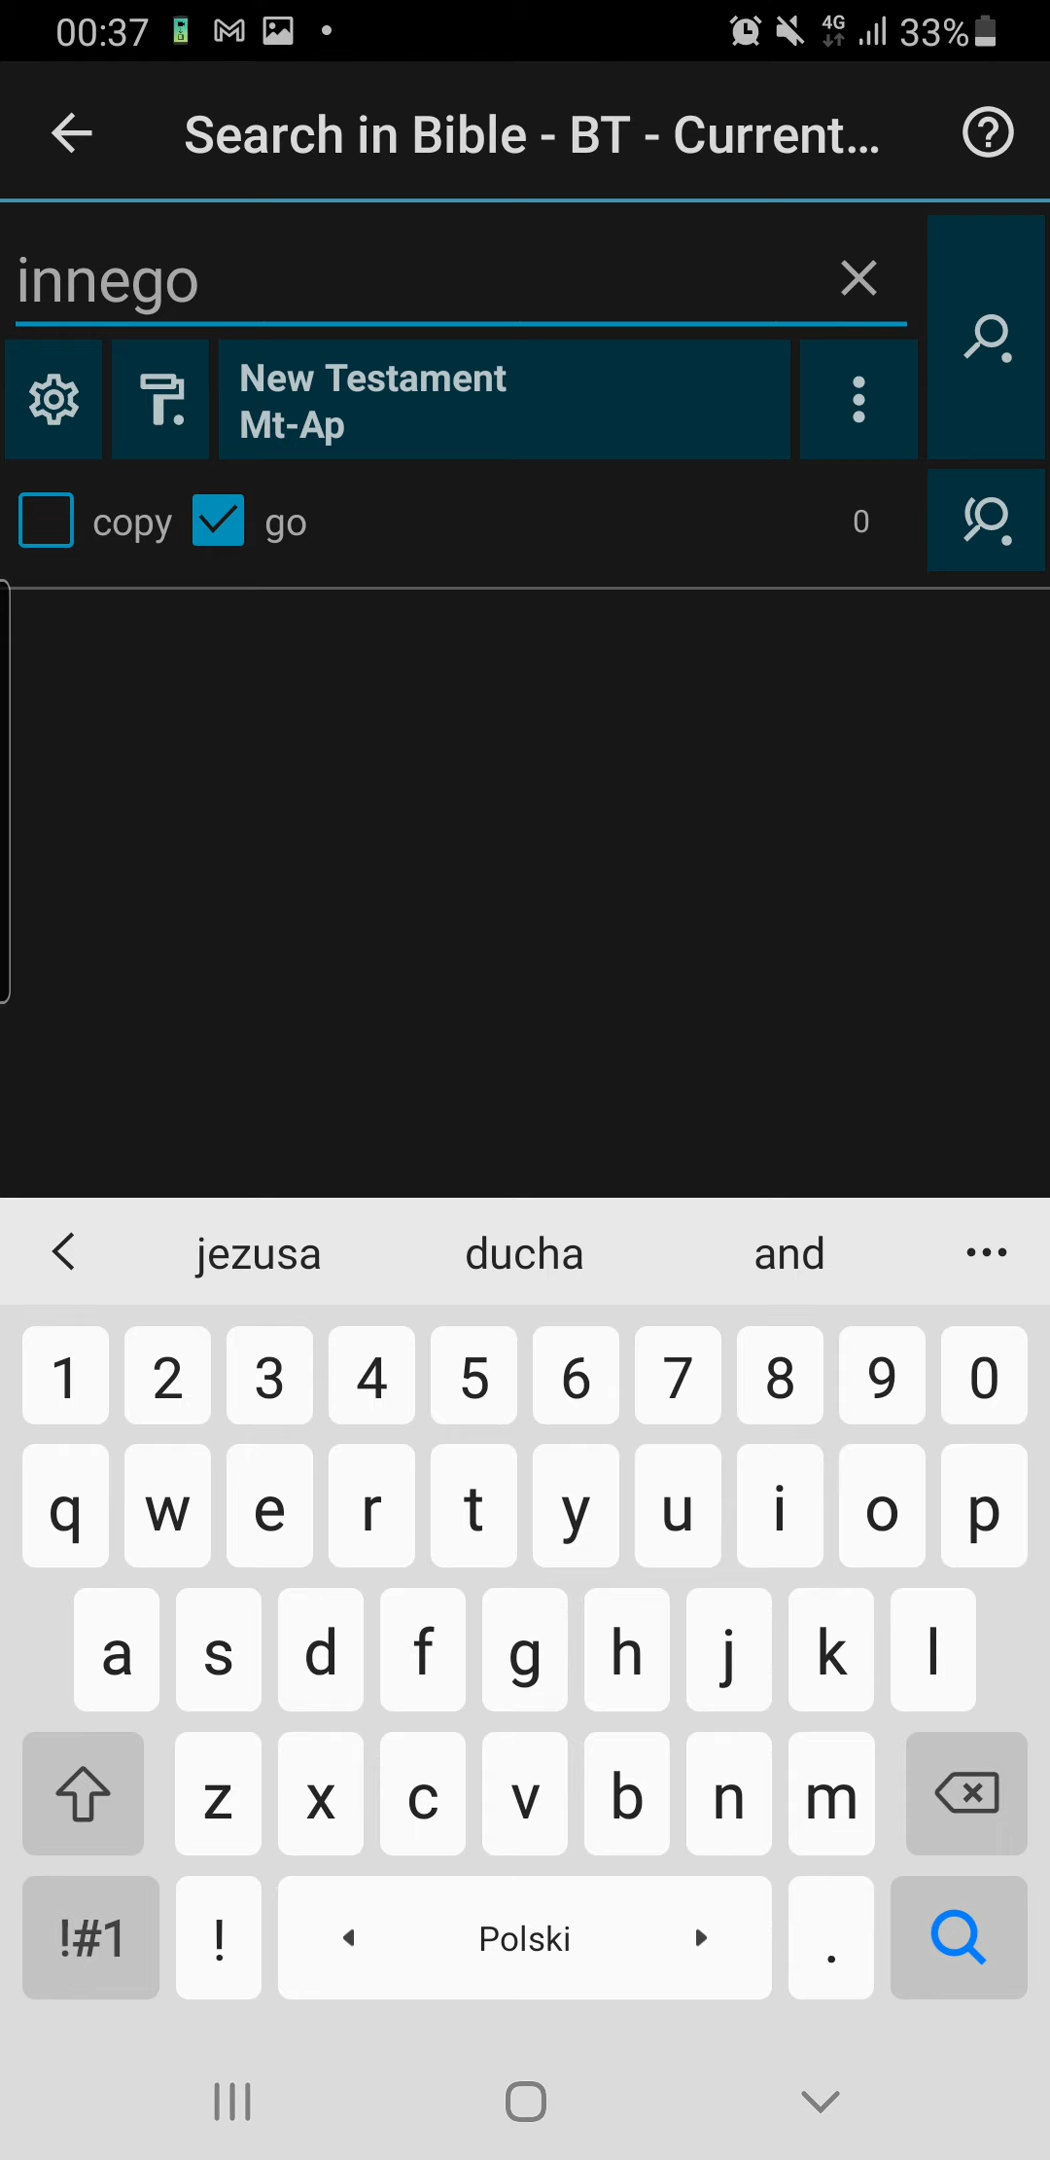 00:37 4G 33%
Search in Bible - BT - Current...
innego
New Testament
Mt-Ap
copy go 0
jezusa ducha and
1 2 3 4 5 6 7 8 9 0
q w e r t y u i o p
a s d f g h j k l
z x c v b n m
!#1 ! Polski .